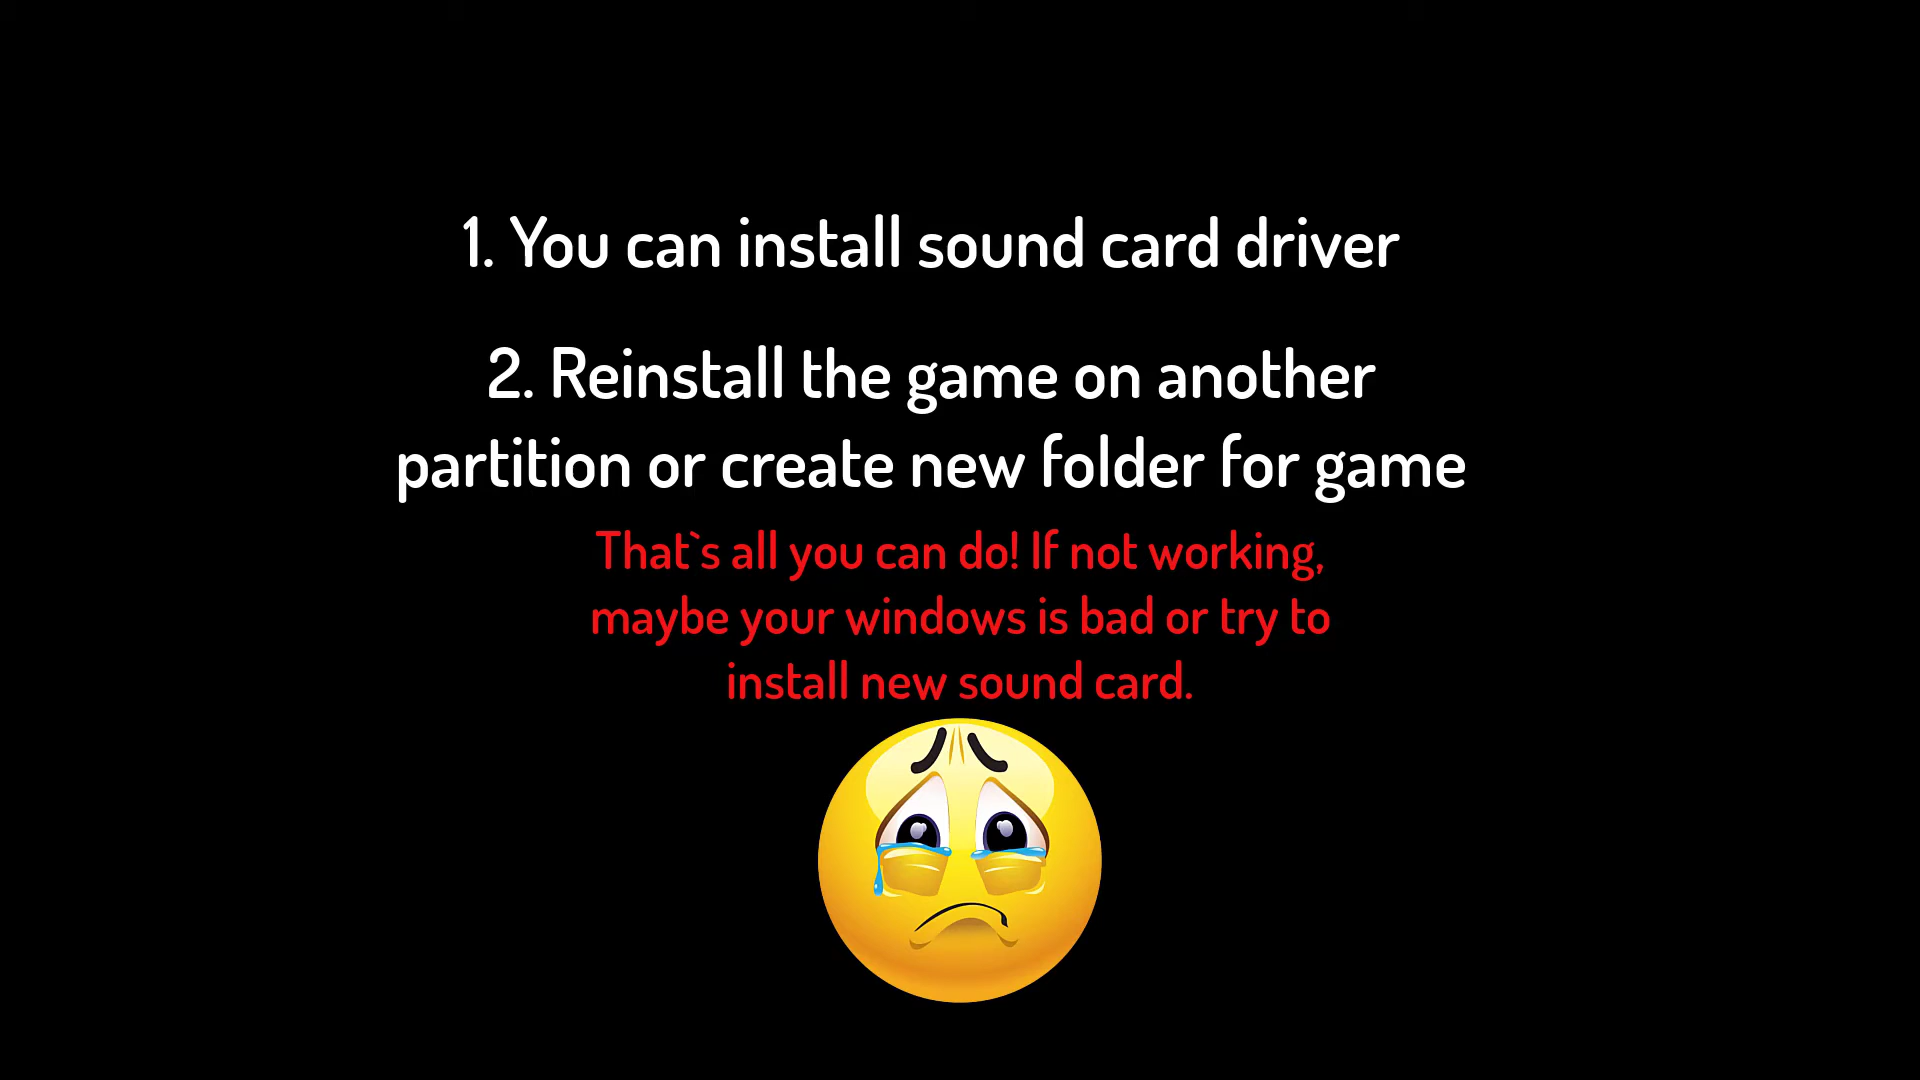 1. You can install sound card driver
2. Reinstall the game on another
partition or create new folder for game
That`s all you can do! If not working,
maybe your windows is bad or try to
install new sound card.